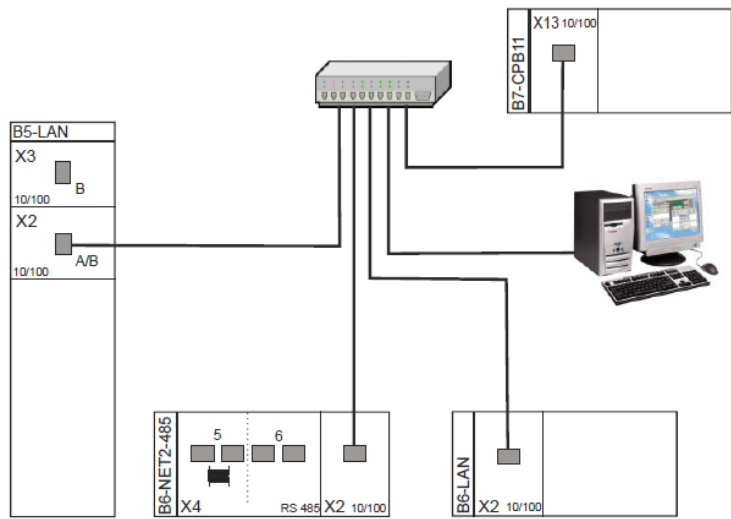 X13 10/100
B7-CPB11
B5-LAN
X3
B
10/100
X2
A/B
10/100
B6-NET2-485
5 6
X4 RS 485 X2 10/100
B6-LAN
X2 10/100